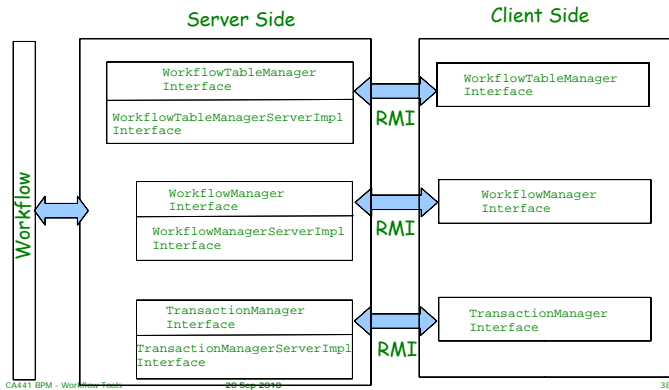 Server Side
Client Side
WorkflowTableManager
Interface
WorkflowTableManagerServerImpl
Interface
RMI
WorkflowTableManager
Interface
Workflow
WorkflowManager
Interface
WorkflowManagerServerImpl
Interface
RMI
WorkflowManager
Interface
TransactionManager
Interface
TransactionManagerServerImpl
Interface
RMI
TransactionManager
Interface
CA441 BPM - Workflow Tools
20 Sep 2010
38